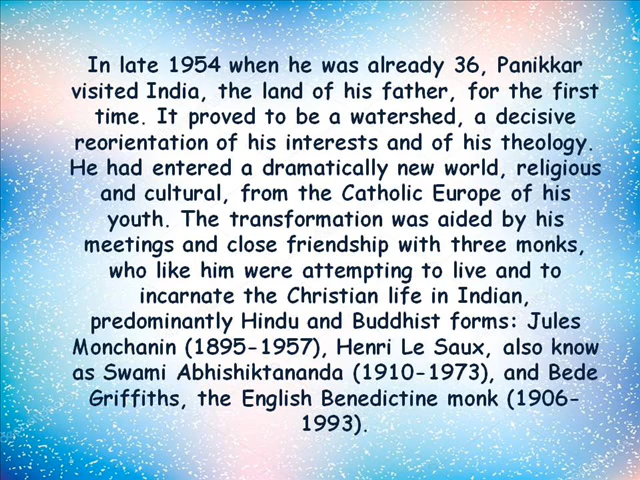 In late 1954 when he was already 36, Panikkar
visited India, the land of his father, for the first
time. It proved to be a watershed, a decisive
reorientation of his interests and of his theology.
He had entered a dramatically new world, religious
and cultural, from the Catholic Europe of his
youth. The transformation was aided by his
meetings and close friendship with three monks,
who like him were attempting to live and to
incarnate the Christian life in Indian,
predominantly Hindu and Buddhist forms: Jules
Monchanin (1895-1957), Henri Le Saux, also know
as Swami Abhishiktananda (1910-1973), and Bede
Griffiths, the English Benedictine monk (1906-
1993).